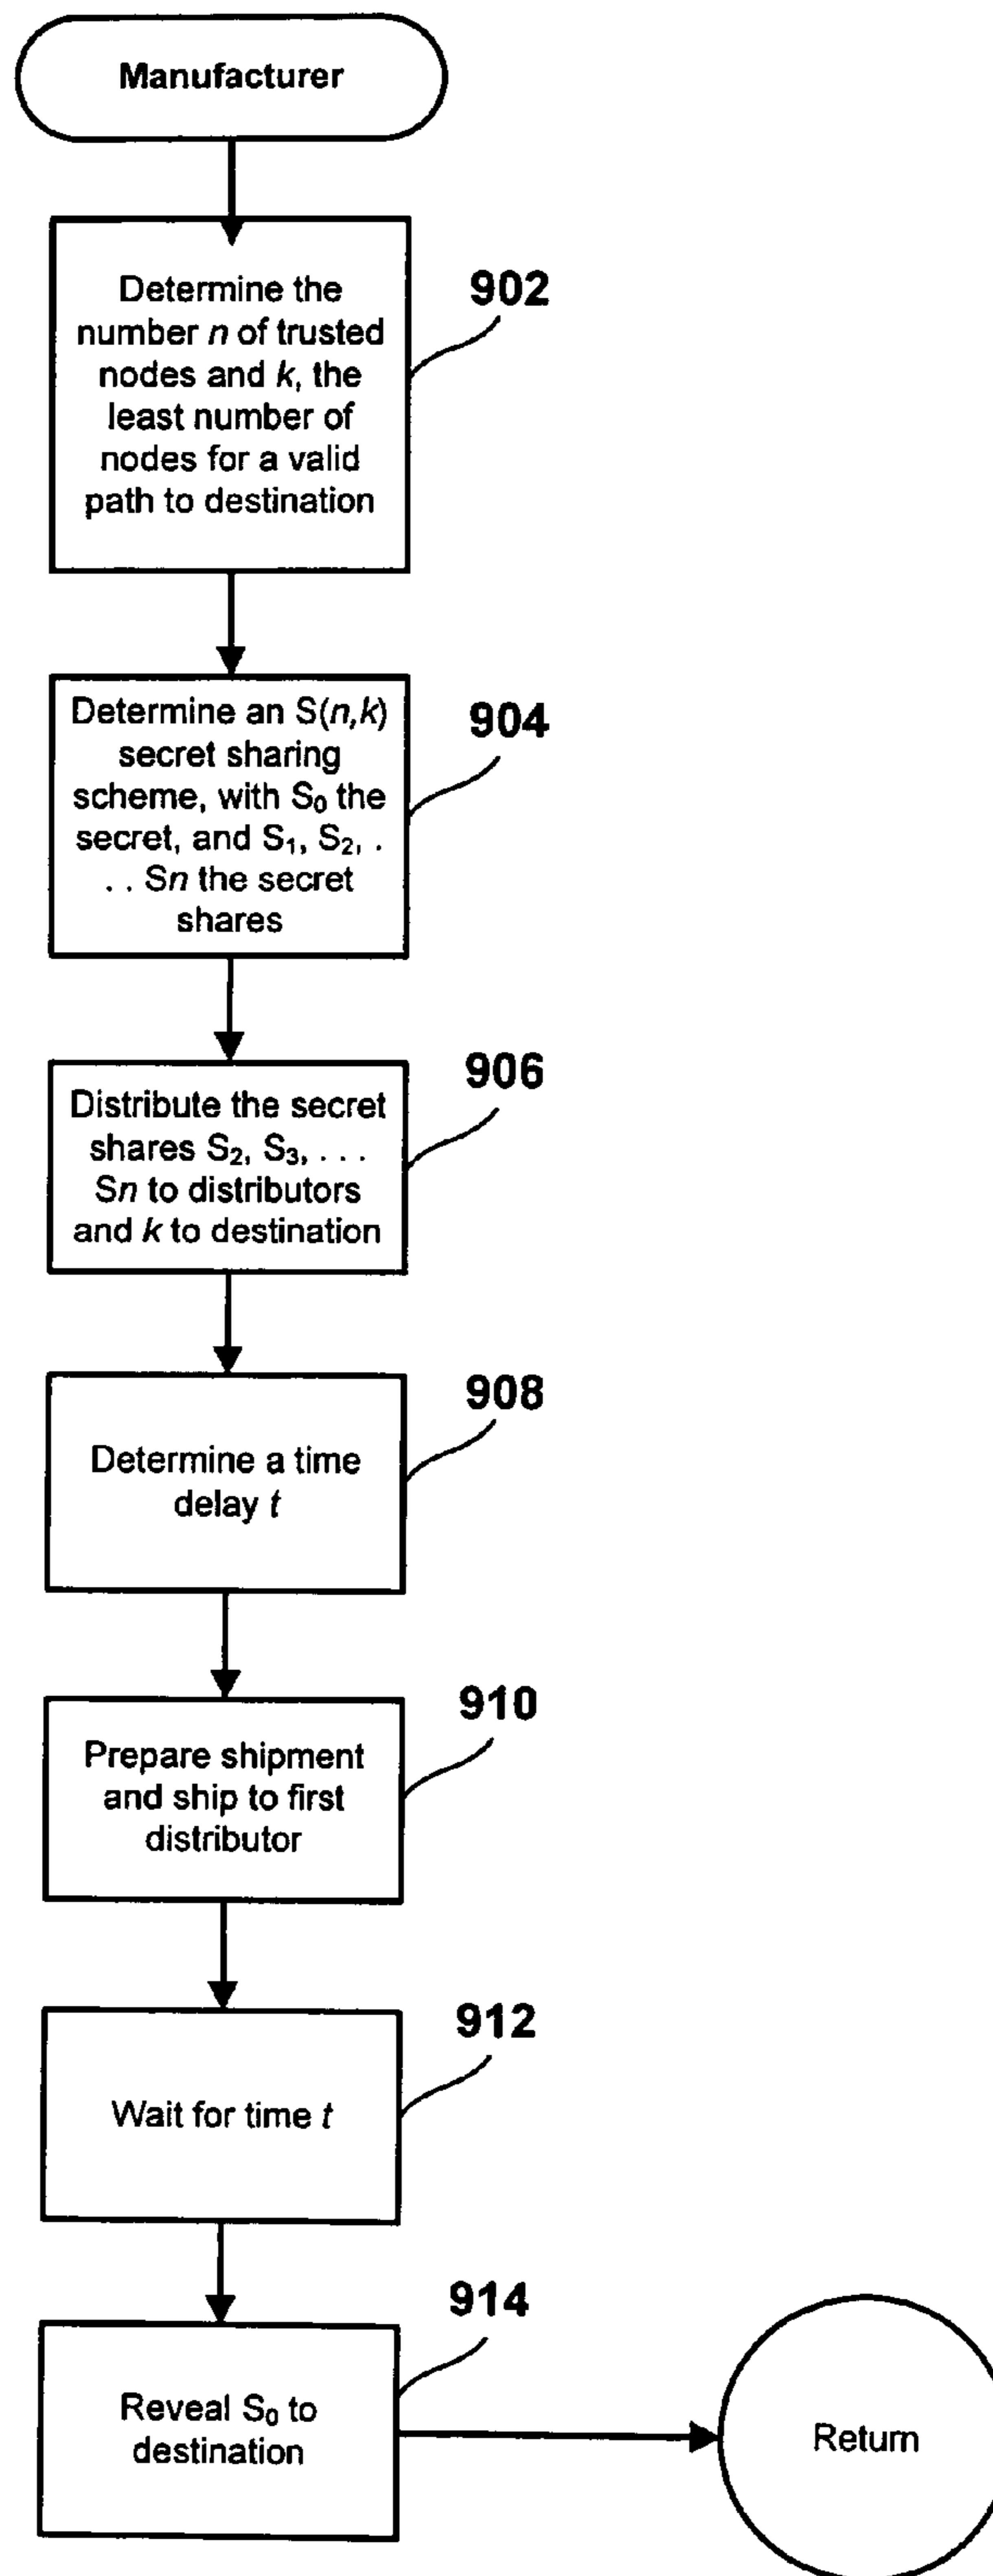 Manufacturer
Determine the
number n of trusted
nodes and k, the
least number of
nodes for a valid
path to destination
902
Determine an S(n,k)
secret sharing
scheme, with S₀ the
secret, and S₁, S₂, .
. . Sn the secret
shares
904
Distribute the secret
shares S₂, S₃, . . .
Sn to distributors
and k to destination
906
Determine a time
delay t
908
Prepare shipment
and ship to first
distributor
910
Wait for time t
912
Reveal S₀ to
destination
914
Return